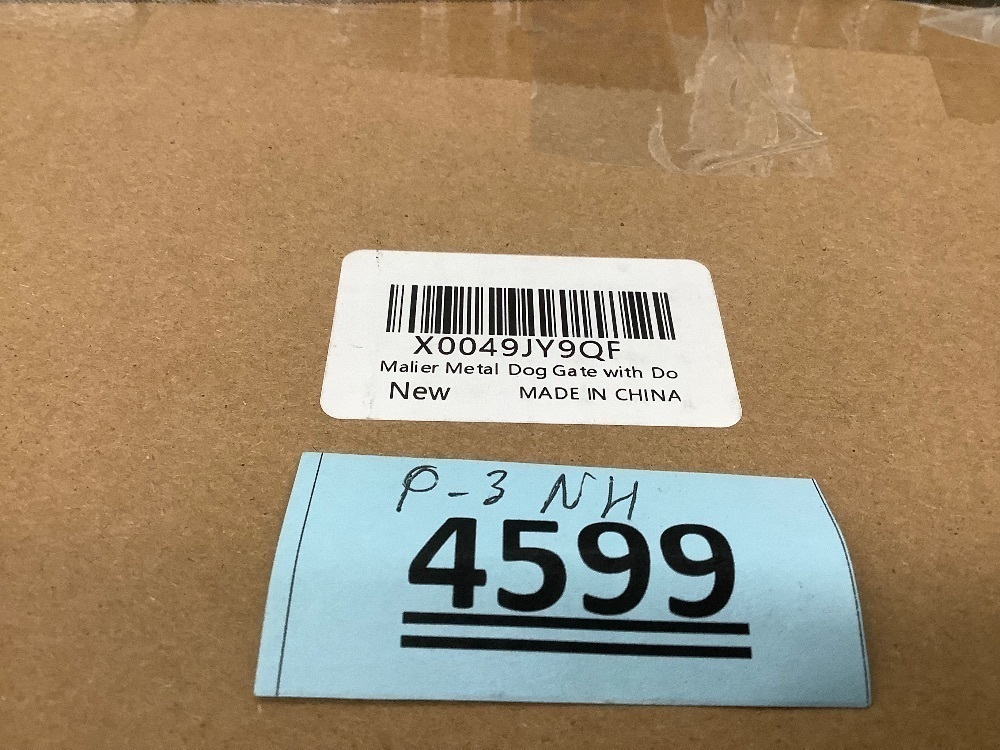 X0049JY9QF
Malier Metal Dog Gate with Do
New MADE IN CHINA
P-3 NH
4599